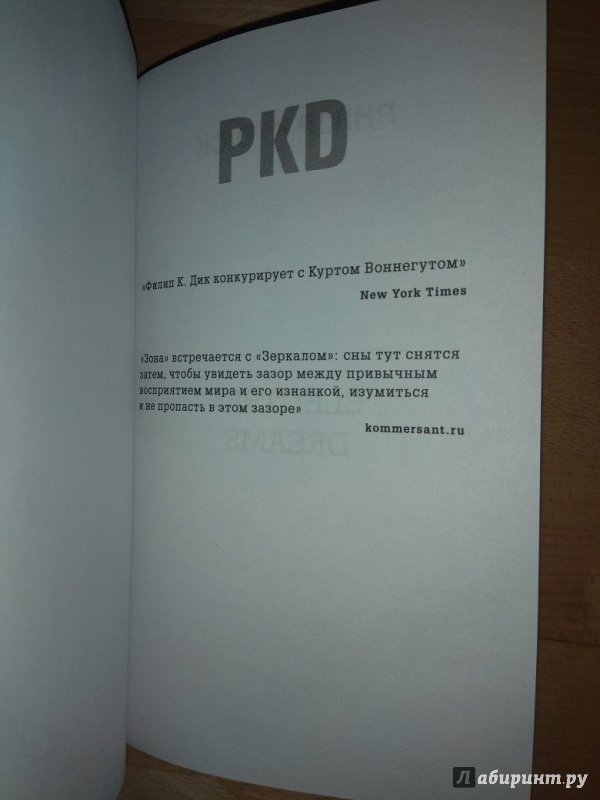 PKD
«Филип К. Дик конкурирует с Куртом Воннегутом»
New York Times
«Зона» встречается с «Зеркалом»: сны тут снятся
затем, чтобы увидеть зазор между привычным
восприятием мира и его изнанкой, изумиться
и не пропасть в этом зазоре»
kommersant.ru
DREAMS
Лабиринт.ру